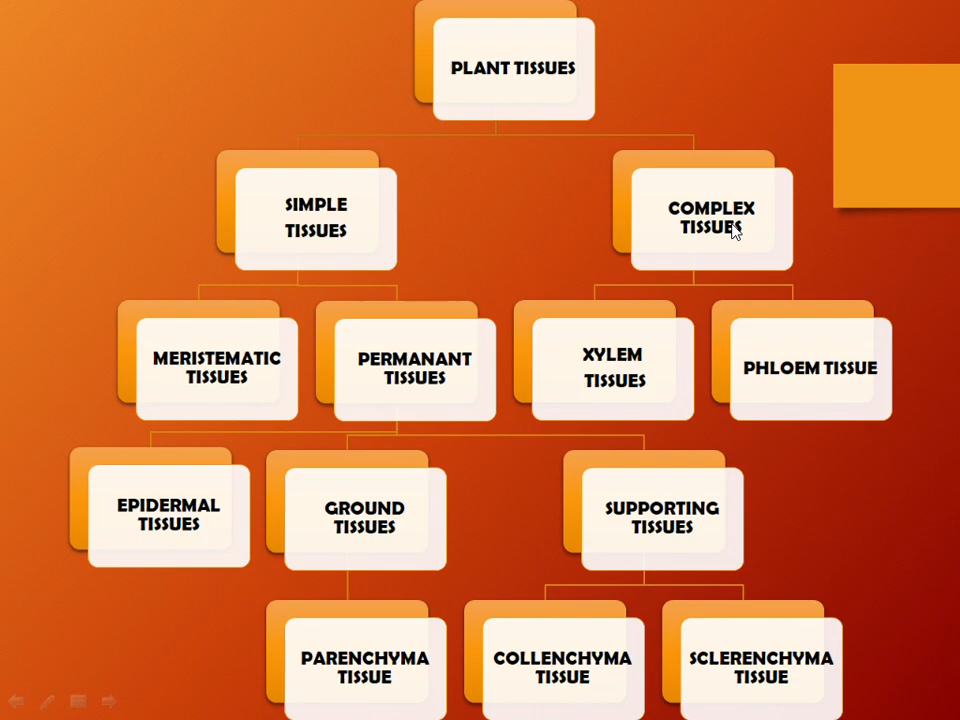 PLANT TISSUES
SIMPLE
TISSUES
COMPLEX
TISSUES
MERISTEMATIC
TISSUES
PERMANANT
TISSUES
XYLEM
TISSUES
PHLOEM TISSUE
EPIDERMAL
TISSUES
GROUND
TISSUES
SUPPORTING
TISSUES
PARENCHYMA
TISSUE
COLLENCHYMA
TISSUE
SCLERENCHYMA
TISSUE